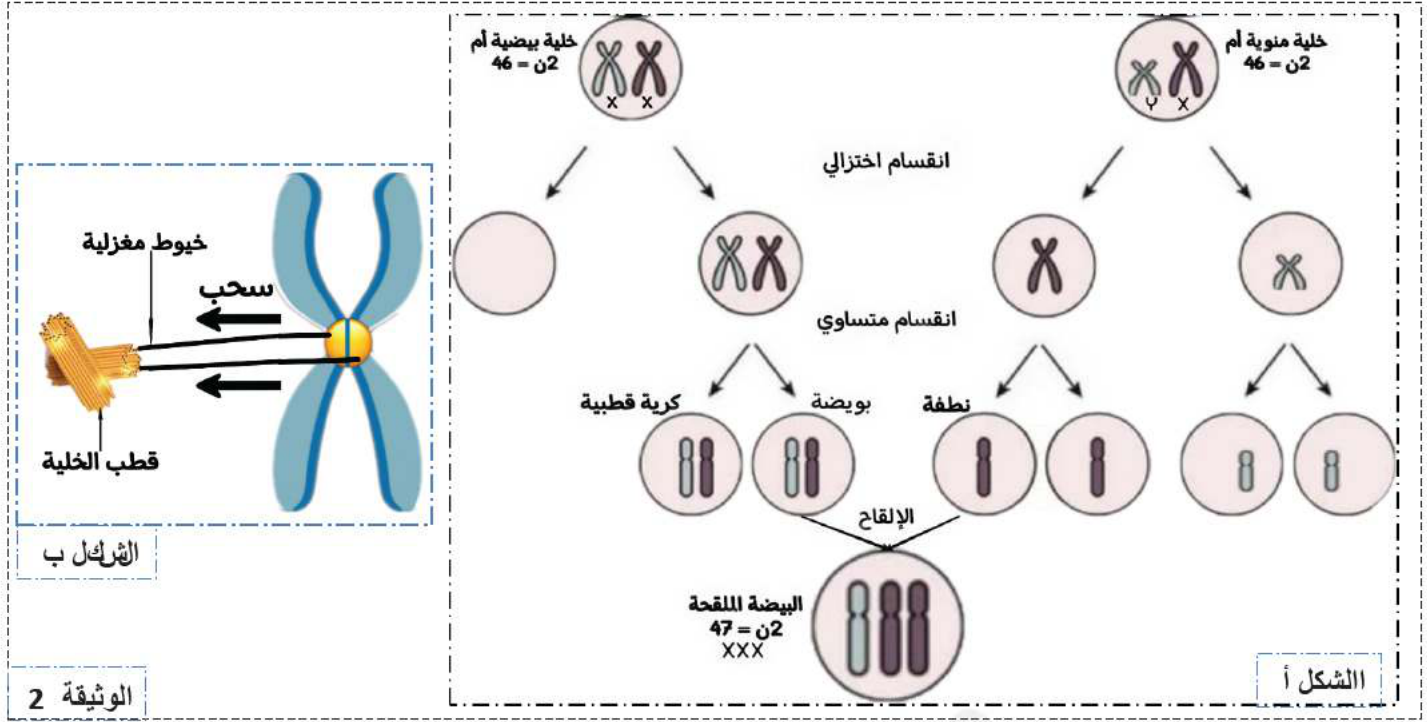 خلية منوية أم
2ن = 46
Y X
خلية بيضية أم
2ن = 46
X X
انقسام اختزالي
انقسام متساوي
نطفة
بويضة
كرية قطبية
الإلقاح
البيضة الملقحة
2ن = 47
XXX
االشكل أ
خيوط مغزلية
سحب
قطب الخلية
الشكل ب
الوثيقة 2